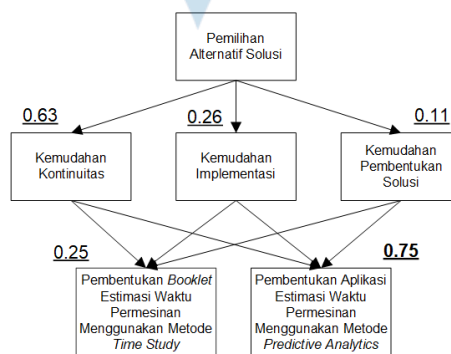 Pemilihan
Alternatif Solusi
0.63
0.26
0.11
Kemudahan
Kontinuitas
Kemudahan
Implementasi
Kemudahan
Pembentukan
Solusi
0.25
0.75
Pembentukan Booklet
Estimasi Waktu
Permesinan
Menggunakan Metode
Time Study
Pembentukan Aplikasi
Estimasi Waktu
Permesinan
Menggunakan Metode
Predictive Analytics